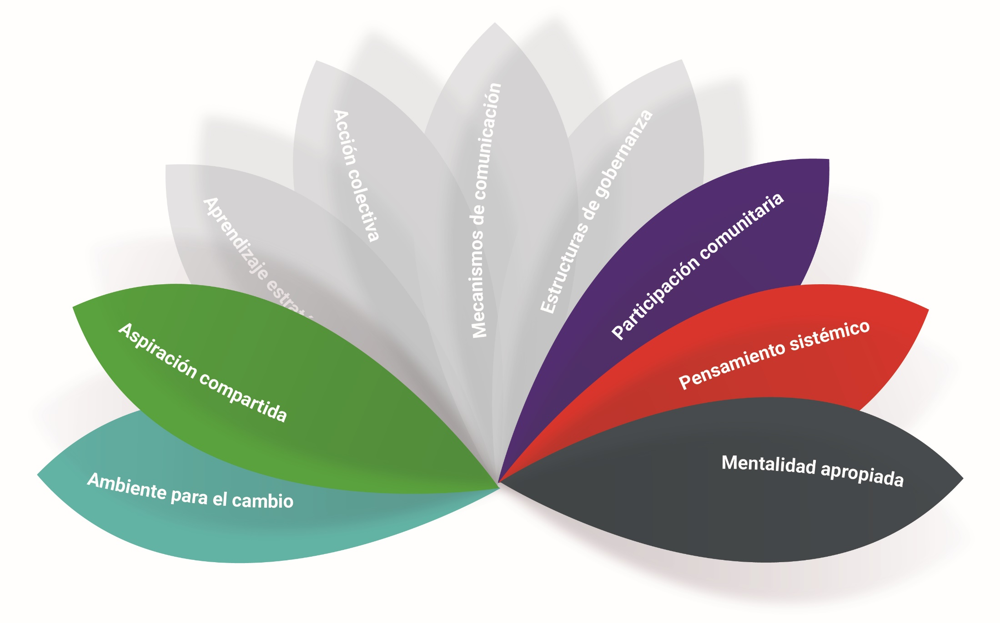 Ambiente para el cambio
Aspiración compartida
Aprendizaje
Acción colectiva
Mecanismos de comunicación
Estructuras de gobernanza
Participación comunitaria
Pensamiento sistémico
Mentalidad apropiada